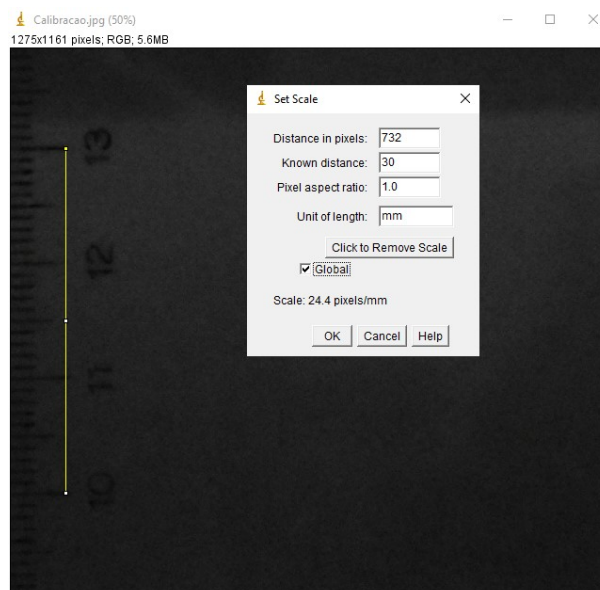 Calibracao.jpg (50%)
1275x1161 pixels; RGB; 5.6MB
13
12
11
10
Set Scale
Distance in pixels: 732
Known distance: 30
Pixel aspect ratio: 1.0
Unit of length: mm
Click to Remove Scale
Global
Scale: 24.4 pixels/mm
OK Cancel Help